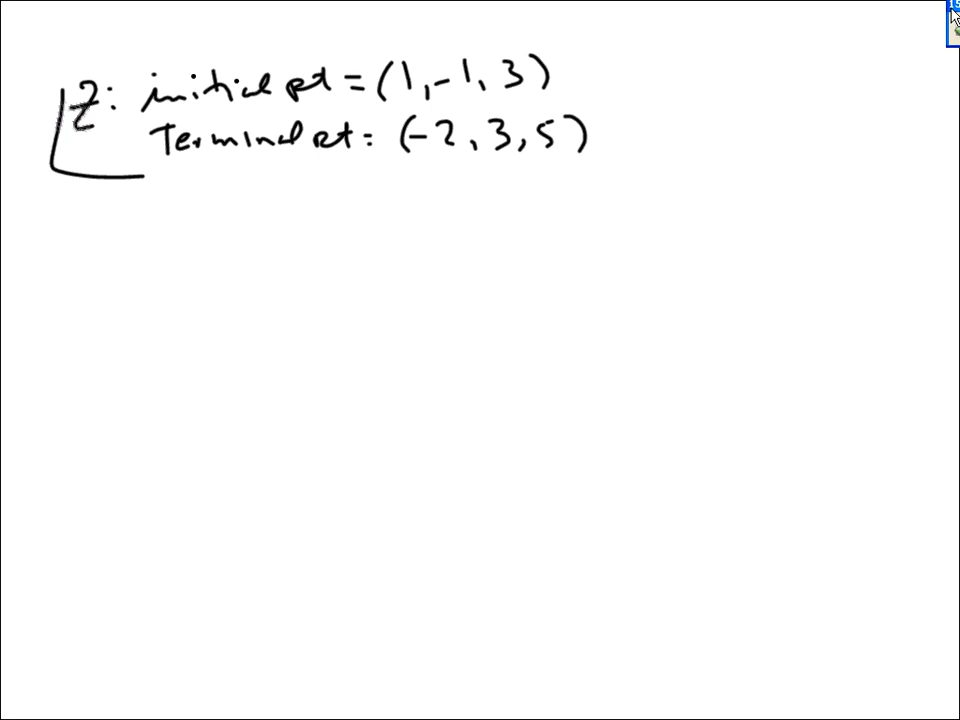 Z: initial pt = (1, -1, 3)
Terminal pt = (-2, 3, 5)